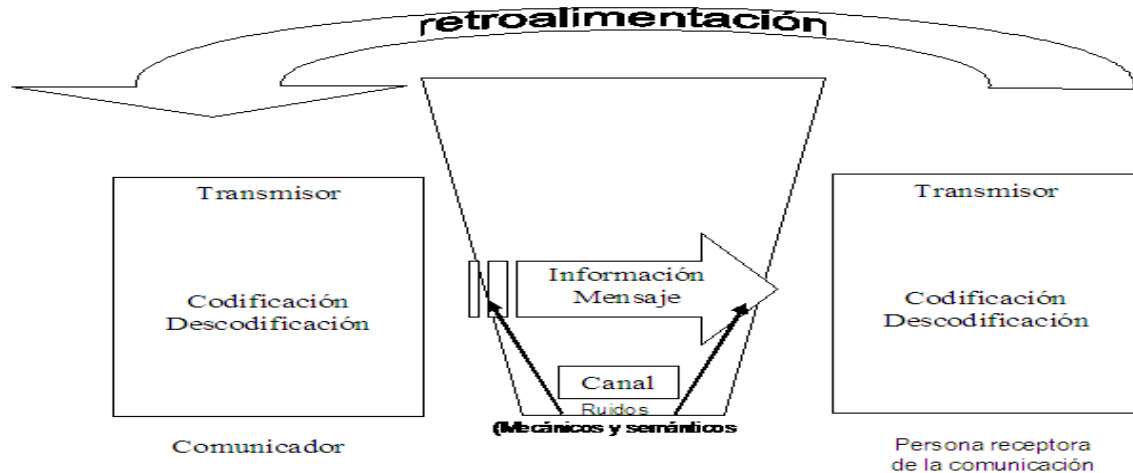 retroalimentación
Transmisor
Codificación
Descodificación
Comunicador
Información
Mensaje
Canal
Ruidos
(Mecánicos y semánticos
Transmisor
Codificación
Descodificación
Persona receptora
de la comunicación